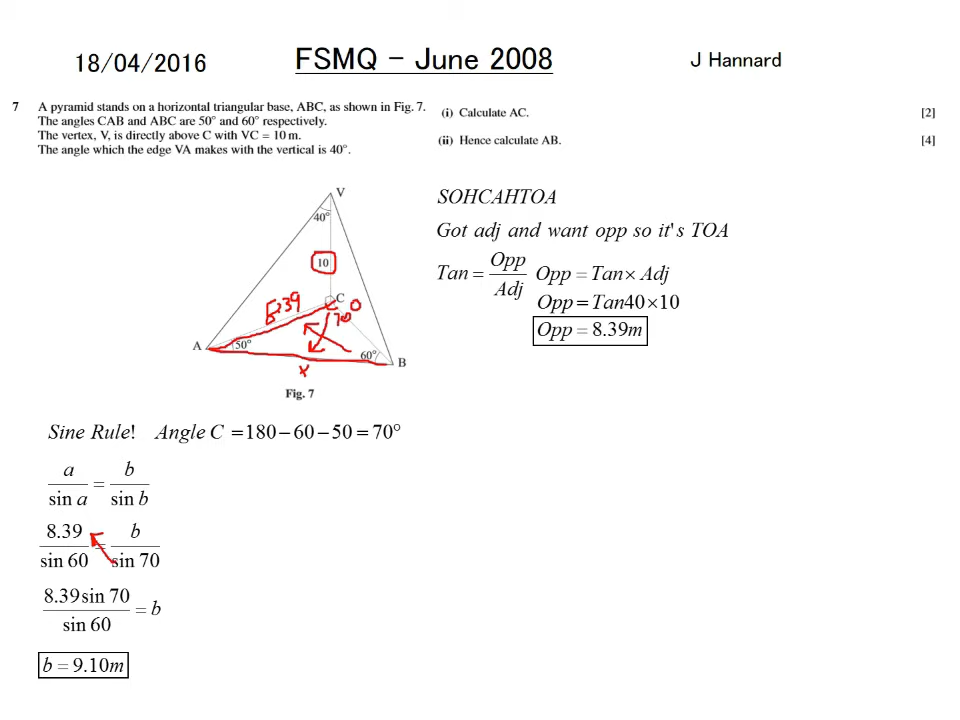 18/04/2016 FSMQ - June 2008 J Hannard
7 A pyramid stands on a horizontal triangular base, ABC, as shown in Fig. 7.
The angles CAB and ABC are 50° and 60° respectively.
The vertex, V, is directly above C with VC = 10 m.
The angle which the edge VA makes with the vertical is 40°.
(i) Calculate AC. [2]
(ii) Hence calculate AB. [4]
V
40°
10
C
8.39
70°
A
50°
60°
B
x
Fig. 7
SOHCAHTOA
Got adj and want opp so it's TOA
Tan = Opp / Adj
Opp = Tan × Adj
Opp = Tan40 × 10
Opp = 8.39m
Sine Rule! Angle C = 180 − 60 − 50 = 70°
a / sin a = b / sin b
8.39 / sin 60 = b / sin 70
8.39 sin 70 / sin 60 = b
b = 9.10m